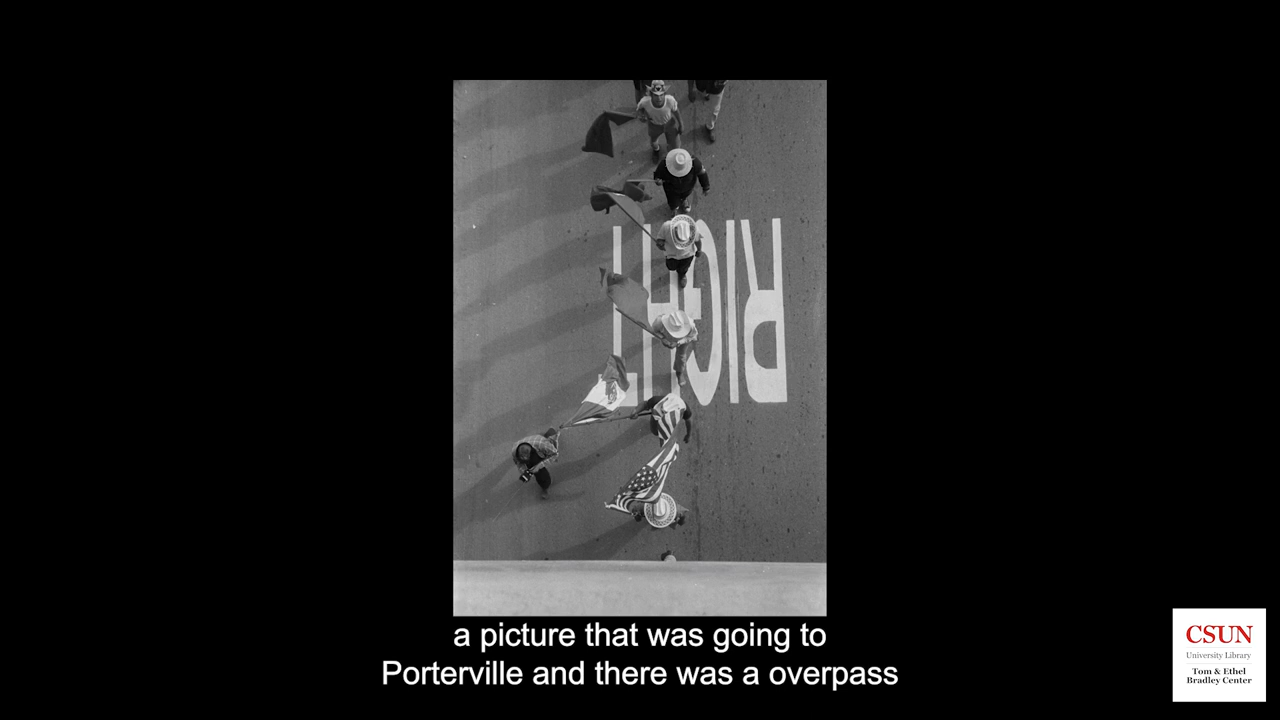 RIGHT
a picture that was going to
Porterville and there was a overpass
CSUN
University Library
Tom & Ethel
Bradley Center